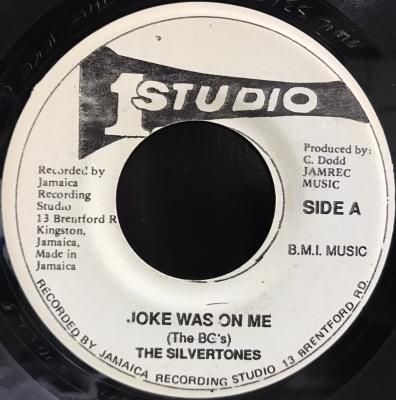 1 STUDIO
Recorded by
Jamaica
Recording
Studio
13 Brentford R
Kingston,
Jamaica,
Made in
Jamaica
Produced by:
C. Dodd
JAMREC
MUSIC
SIDE A
B.M.I. MUSIC
JOKE WAS ON ME
(The BG's)
THE SILVERTONES
RECORDED BY JAMAICA RECORDING STUDIO 13 BRENTFORD RD.